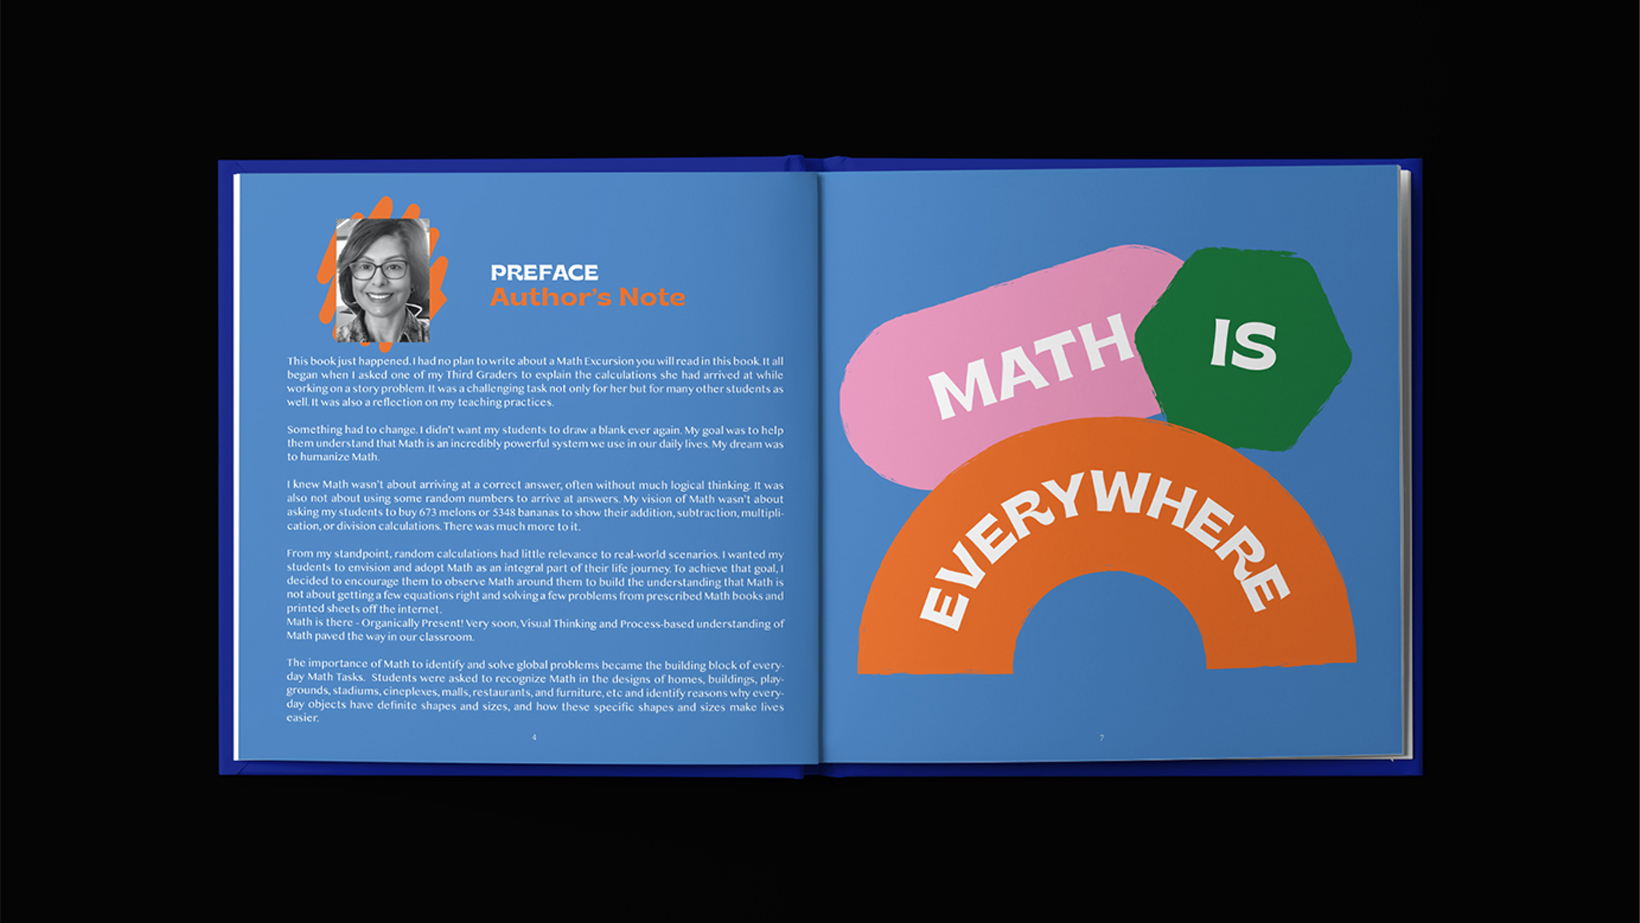 PREFACE
Author's Note
This book just happened. I had no plan to write about a Math Excursion you will read in this book. It all
began when I asked one of my Third Graders to explain the calculations she had arrived at while
working on a story problem. It was a challenging task not only for her but for many other students as
well. It was also a reflection on my teaching practices.
Something had to change. I didn't want my students to draw a blank ever again. My goal was to help
them understand that Math is an incredibly powerful system we use in our daily lives. My dream was
to humanize Math.
I knew Math wasn't about arriving at a correct answer, often without much logical thinking. It was
also not about using some random numbers to arrive at answers. My vision of Math wasn't about
asking my students to buy 673 melons or 5348 bananas to show their addition, subtraction, multipli-
cation, or division calculations. There was much more to it.
From my standpoint, random calculations had little relevance to real-world scenarios. I wanted my
students to envision and adopt Math as an integral part of their life journey. To achieve that goal, I
decided to encourage them to observe Math around them to build the understanding that Math is
not about getting a few equations right and solving a few problems from prescribed Math books and
printed sheets off the internet.
Math is there - Organically Present! Very soon, Visual Thinking and Process-based understanding of
Math paved the way in our classroom.
The importance of Math to identify and solve global problems became the building block of every-
day Math Tasks. Students were asked to recognize Math in the designs of homes, buildings, play-
grounds, stadiums, cineplexes, malls, restaurants, and furniture, etc and identify reasons why every-
day objects have definite shapes and sizes, and how these specific shapes and sizes make lives
easier.
4
MATH
IS
EVERYWHERE
7